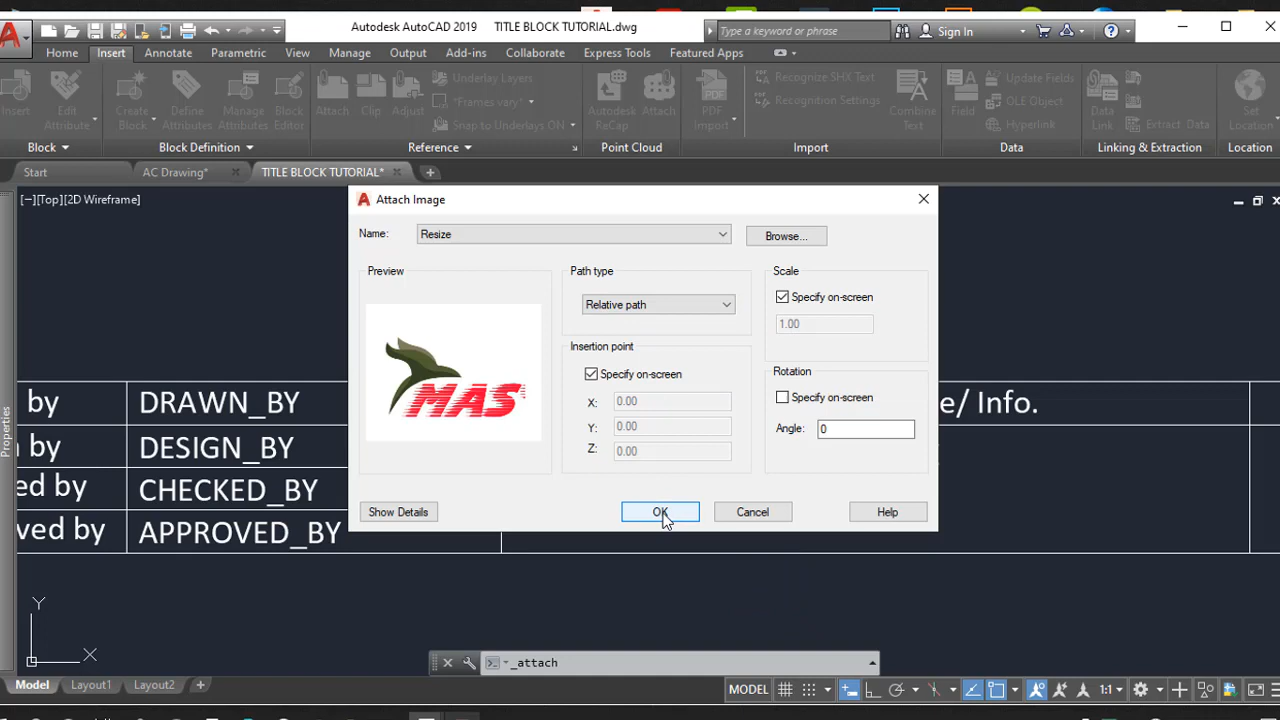 Autodesk AutoCAD 2019 TITLE BLOCK TUTORIAL.dwg
Type a keyword or phrase
Sign In
Home Insert Annotate Parametric View Manage Output Add-ins Collaborate Express Tools Featured Apps
Insert
Edit Attribute
Create Block
Define Attributes
Manage Attributes
Block Editor
Attach
Clip
Adjust
Underlay Layers
*Frames vary*
Snap to Underlays ON
Autodesk ReCap
Attach
PDF Import
Recognize SHX Text
Recognition Settings
Combine Text
Field
Update Fields
OLE Object
Hyperlink
Data Link
Extract Data
Set Location
Block Block Definition Reference Point Cloud Import Data Linking & Extraction Location
Start AC Drawing* TITLE BLOCK TUTORIAL*
[−][Top][2D Wireframe]
Attach Image
Name: Resize Browse...
Preview
MAS
Path type
Relative path
Insertion point
Specify on-screen
X: 0.00
Y: 0.00
Z: 0.00
Scale
Specify on-screen
1.00
Rotation
Specify on-screen
Angle: 0
Show Details OK Cancel Help
by DRAWN_BY
by DESIGN_BY
ed by CHECKED_BY
ved by APPROVED_BY
e/ Info.
Properties
Y
X
_attach
Model Layout1 Layout2
MODEL 1:1